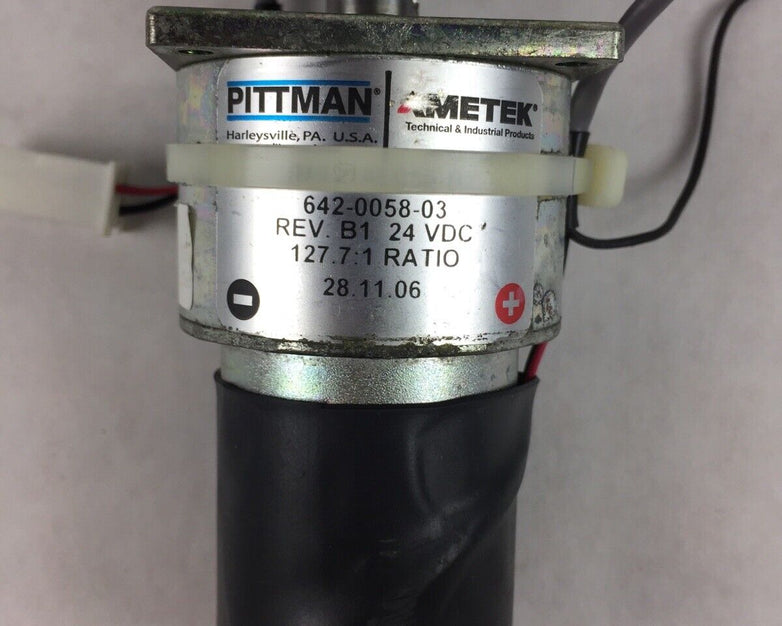 PITTMAN®
Harleysville, PA. U.S.A.
AMETEK®
Technical & Industrial Products
642-0058-03
REV. B1 24 VDC
127.7:1 RATIO
28.11.06
- +